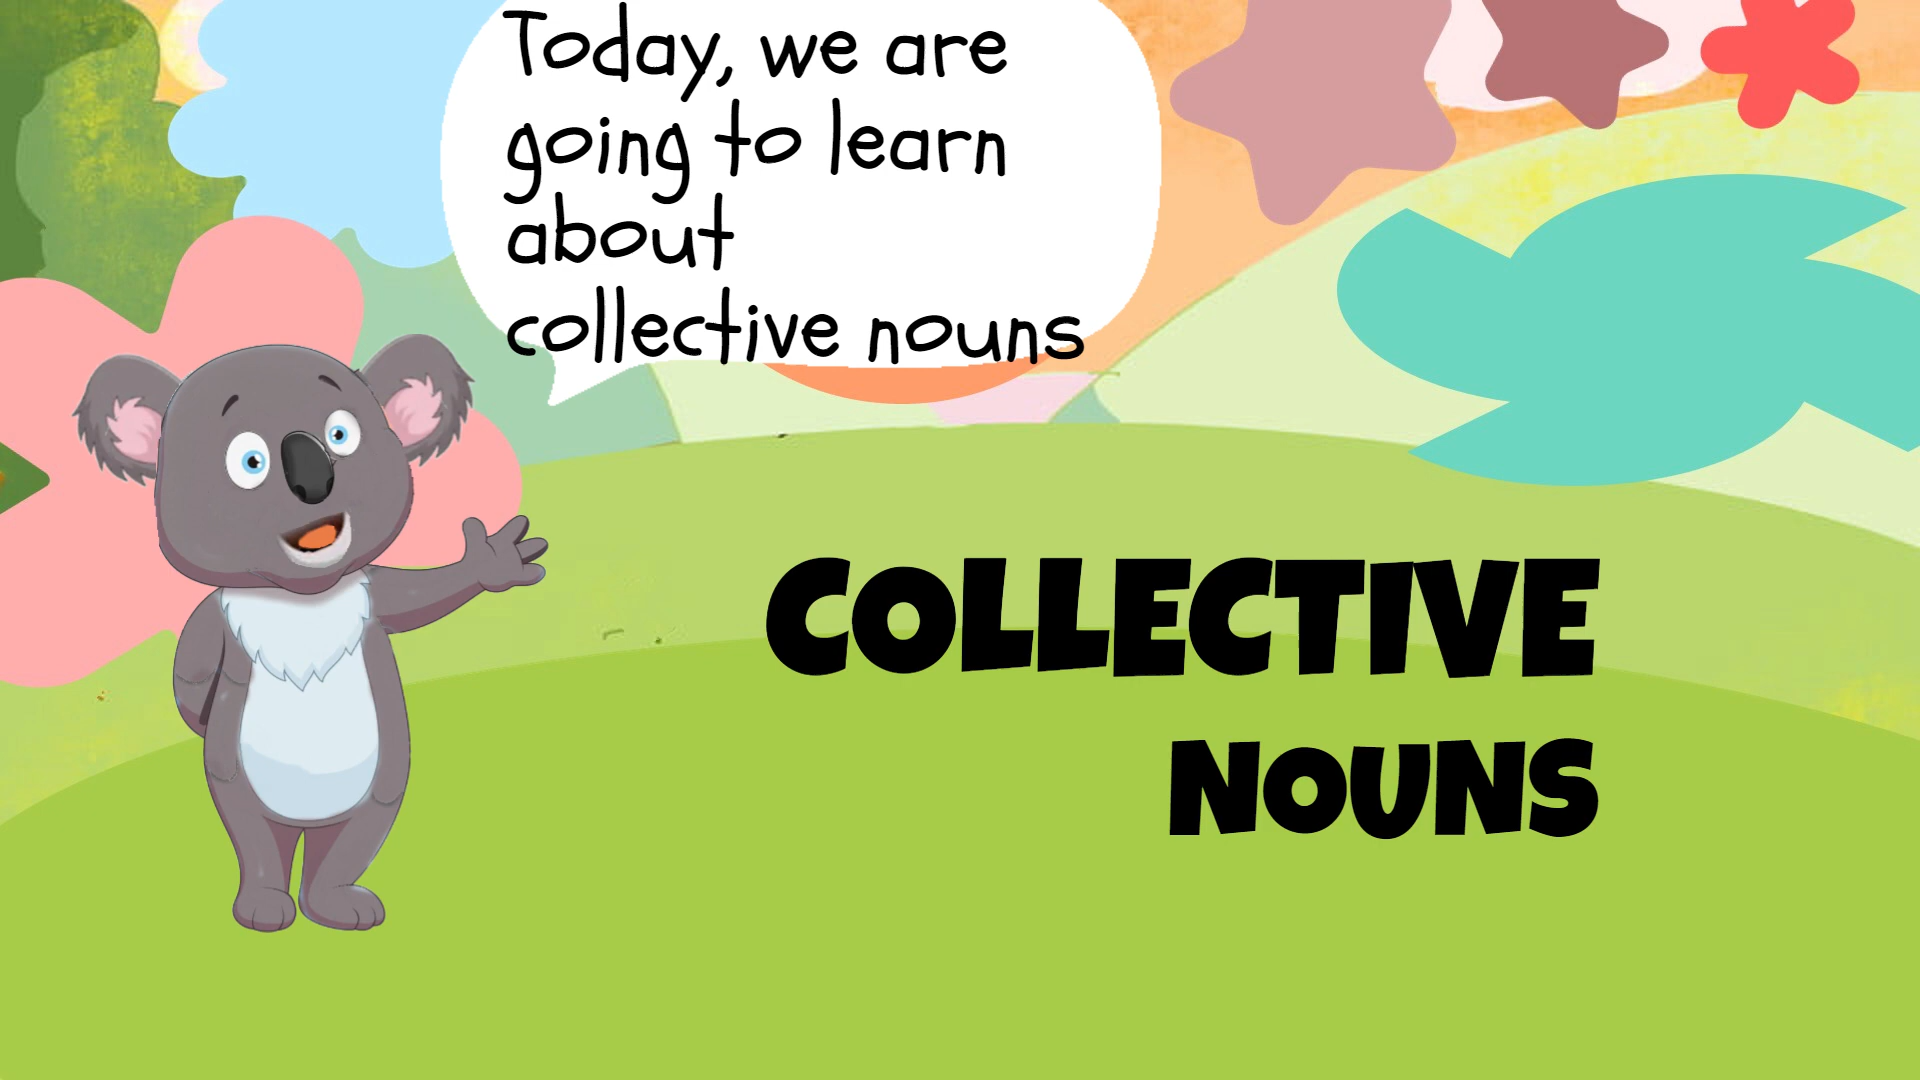 Today, we are
going to learn
about
collective nouns
COLLECTIVE
NOUNS